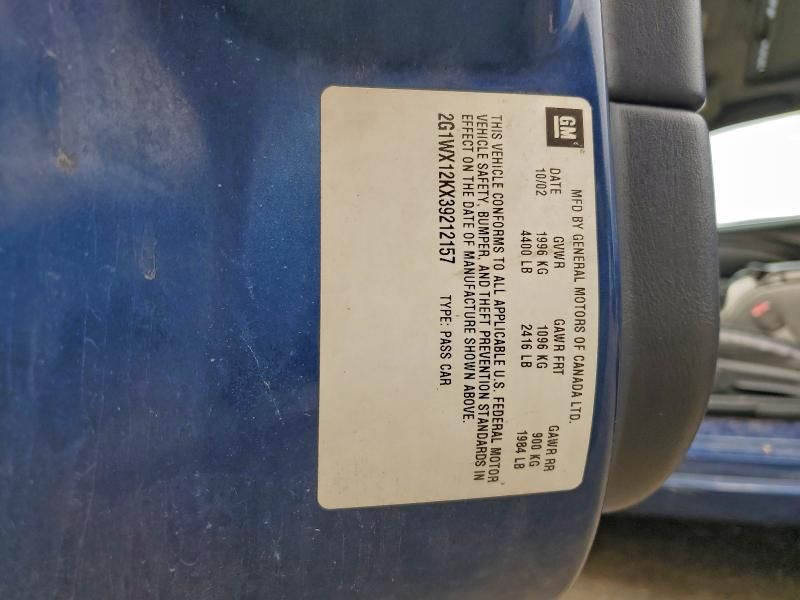 GM
MFD BY GENERAL MOTORS OF CANADA LTD.
DATE GVWR GAWR FRT GAWR RR
10/02 1996 KG 1096 KG 900 KG
4400 LB 2416 LB 1984 LB
THIS VEHICLE CONFORMS TO ALL APPLICABLE U.S. FEDERAL MOTOR
VEHICLE SAFETY, BUMPER, AND THEFT PREVENTION STANDARDS IN
EFFECT ON THE DATE OF MANUFACTURE SHOWN ABOVE.
2G1WX12KX39212157 TYPE: PASS CAR